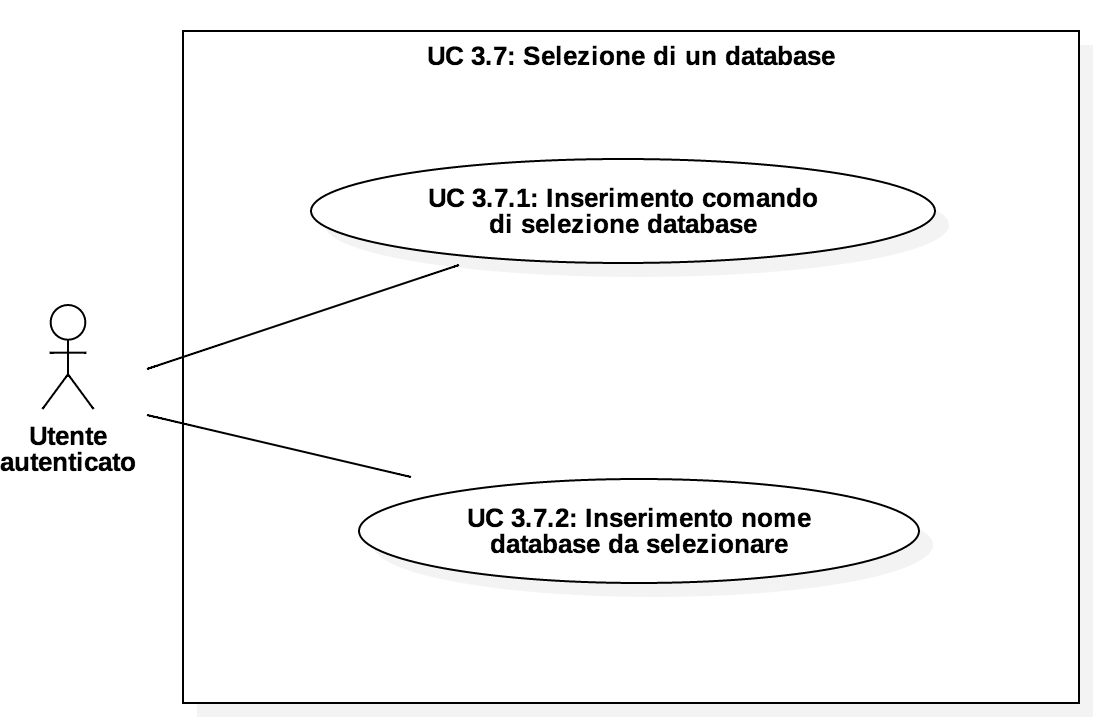 UC 3.7: Selezione di un database
UC 3.7.1: Inserimento comando
di selezione database
Utente
autenticato
UC 3.7.2: Inserimento nome
database da selezionare